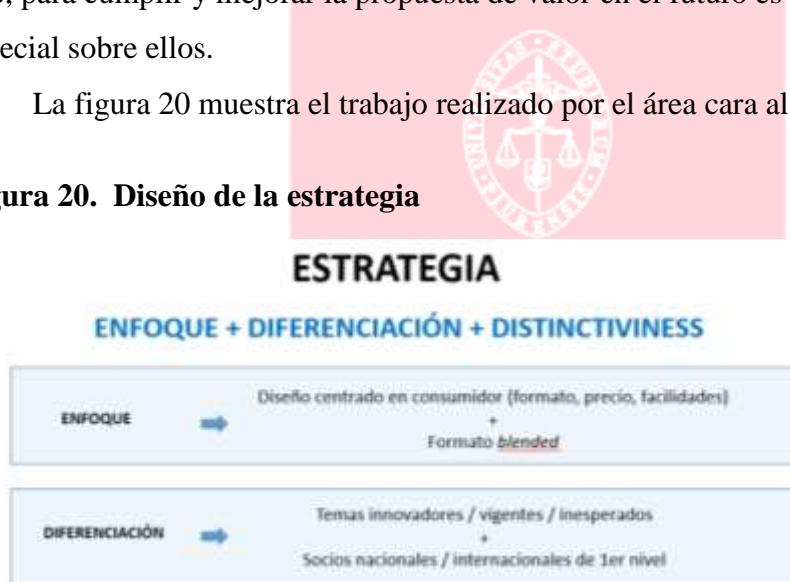 , para cumplir y mejorar la propuesta de valor en el futuro es
ecial sobre ellos.
La figura 20 muestra el trabajo realizado por el área cara al
gura 20. Diseño de la estrategia
ESTRATEGIA
ENFOQUE + DIFERENCIACIÓN + DISTINCTIVINESS
ENFOQUE
Diseño centrado en consumidor (formato, precio, facilidades)
+
Formato blended
DIFERENCIACIÓN
Temas innovadores / vigentes / inesperados
+
Socios nacionales / internacionales de 1er nivel